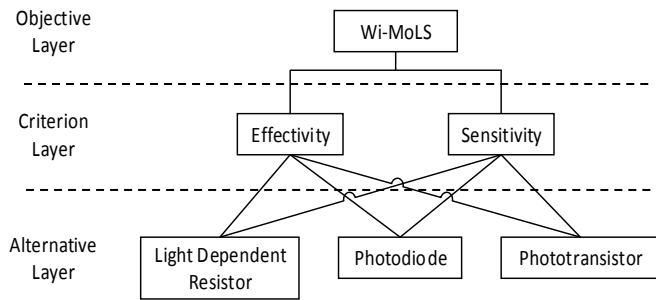 Objective
Layer
Wi-MoLS
Criterion
Layer
Effectivity
Sensitivity
Alternative
Layer
Light Dependent
Resistor
Photodiode
Phototransistor